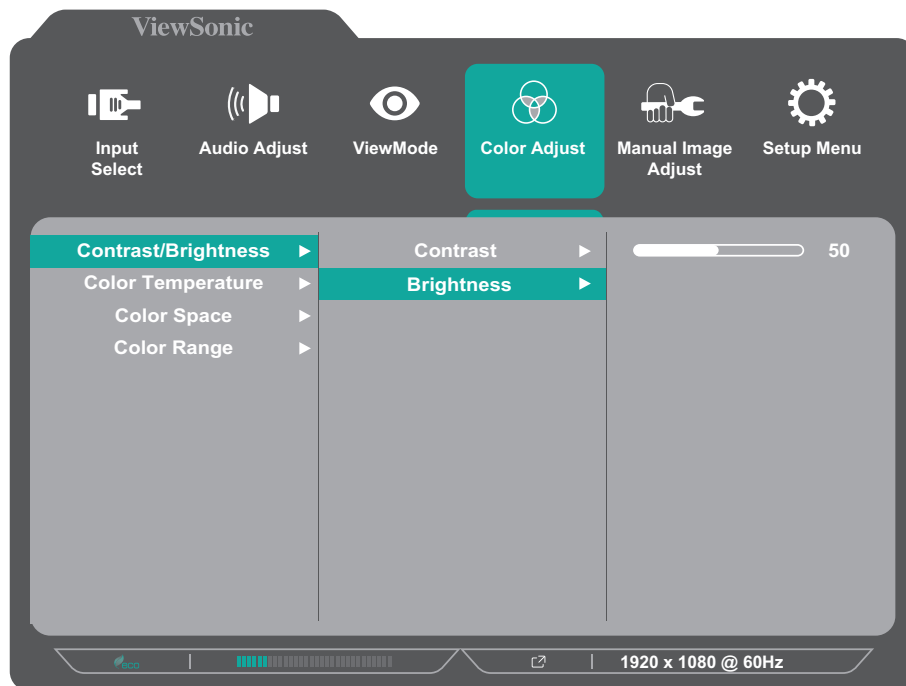 ViewSonic
Input Select
Audio Adjust
ViewMode
Color Adjust
Manual Image Adjust
Setup Menu
Contrast/Brightness
Contrast
50
Color Temperature
Brightness
Color Space
Color Range
eco
1920 x 1080 @ 60Hz